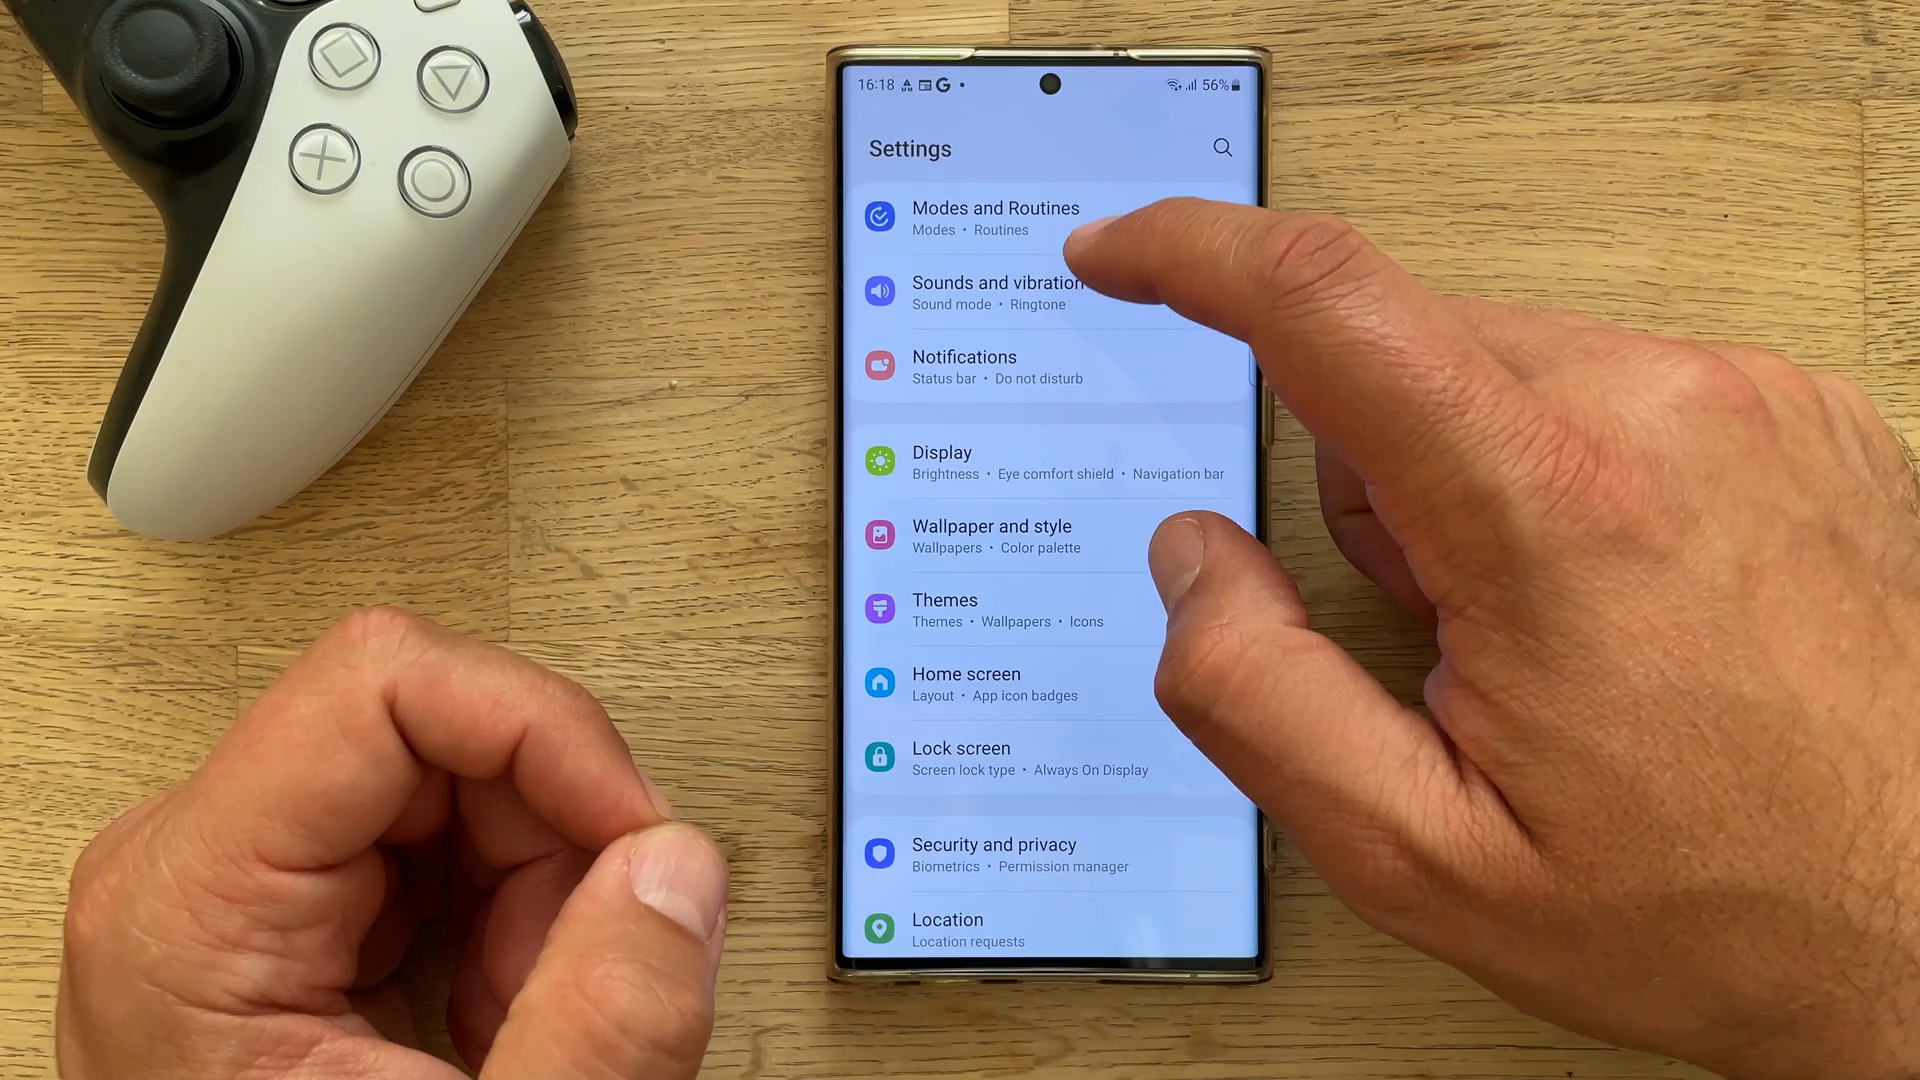 16:18 G • 56%
Settings
Modes and Routines
Modes • Routines
Sounds and vibration
Sound mode • Ringtone
Notifications
Status bar • Do not disturb
Display
Brightness • Eye comfort shield • Navigation bar
Wallpaper and style
Wallpapers • Color palette
Themes
Themes • Wallpapers • Icons
Home screen
Layout • App icon badges
Lock screen
Screen lock type • Always On Display
Security and privacy
Biometrics • Permission manager
Location
Location requests